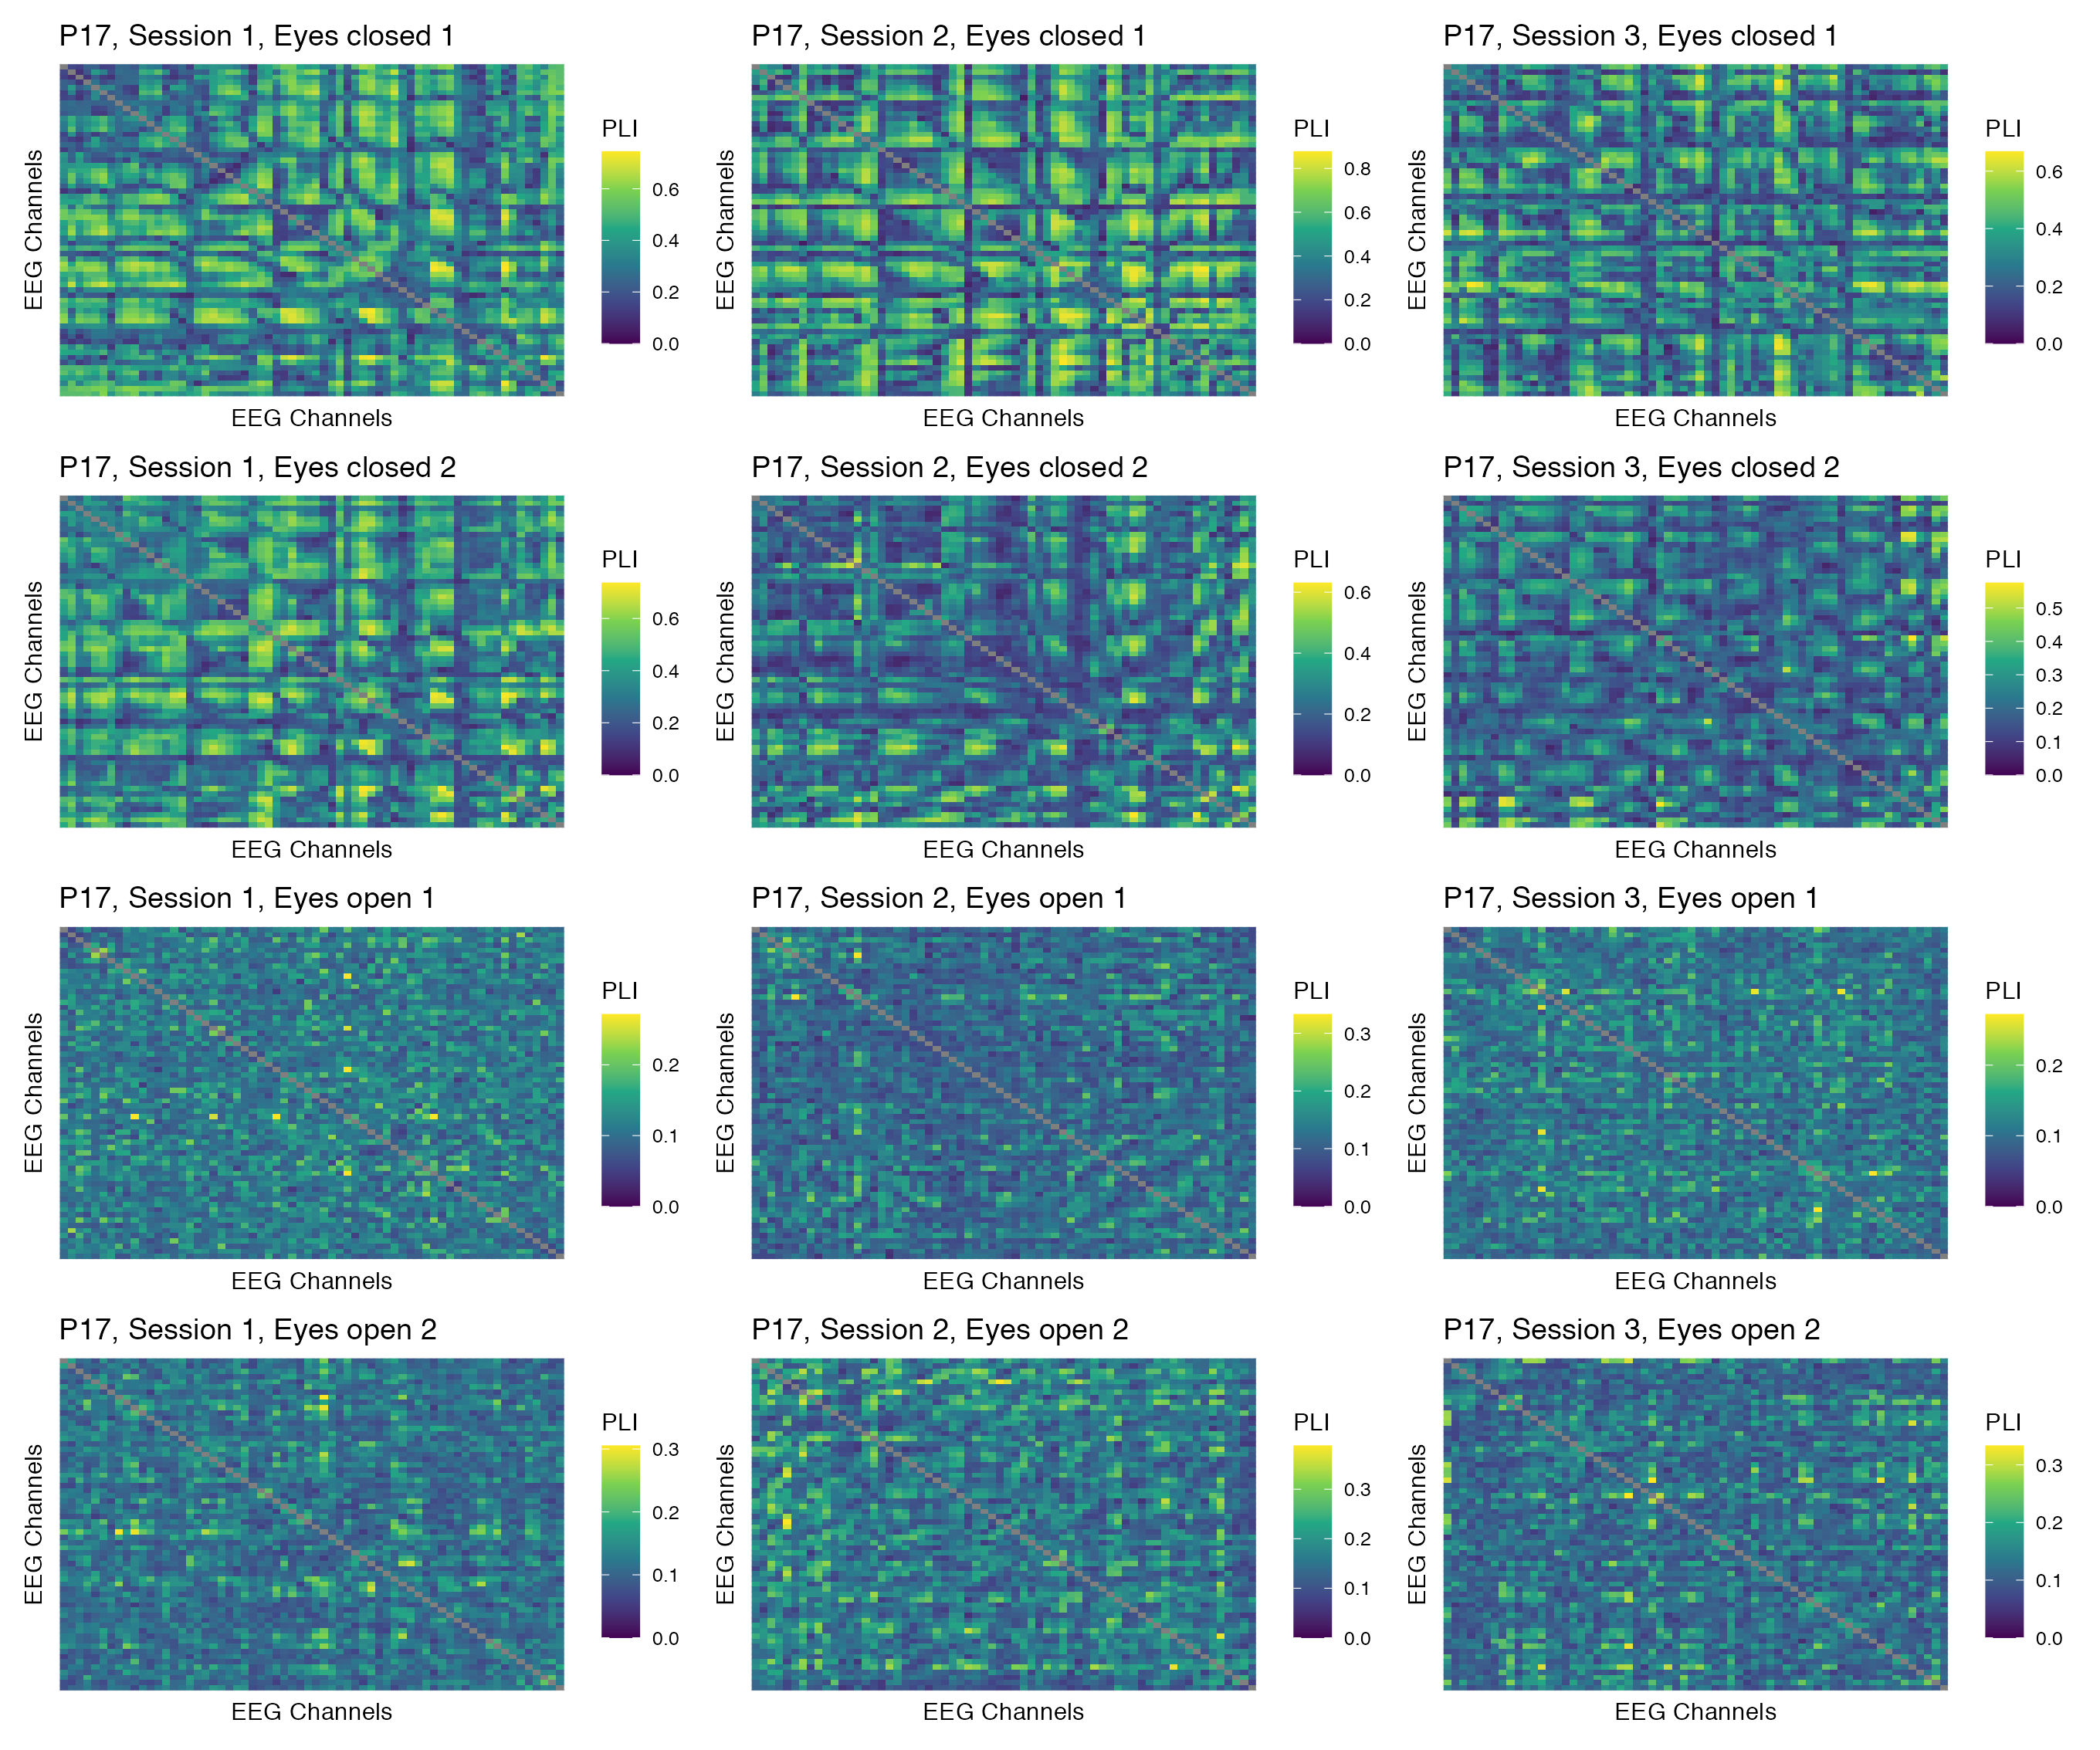 P17, Session 1, Eyes closed 1
P17, Session 2, Eyes closed 1
P17, Session 3, Eyes closed 1
EEG Channels
EEG Channels
PLI
0.6
0.4
0.2
0.0
EEG Channels
EEG Channels
PLI
0.8
0.6
0.4
0.2
0.0
EEG Channels
EEG Channels
PLI
0.6
0.4
0.2
0.0
P17, Session 1, Eyes closed 2
P17, Session 2, Eyes closed 2
P17, Session 3, Eyes closed 2
EEG Channels
EEG Channels
PLI
0.6
0.4
0.2
0.0
EEG Channels
EEG Channels
PLI
0.6
0.4
0.2
0.0
EEG Channels
EEG Channels
PLI
0.5
0.4
0.3
0.2
0.1
0.0
P17, Session 1, Eyes open 1
P17, Session 2, Eyes open 1
P17, Session 3, Eyes open 1
EEG Channels
EEG Channels
PLI
0.2
0.1
0.0
EEG Channels
EEG Channels
PLI
0.3
0.2
0.1
0.0
EEG Channels
EEG Channels
PLI
0.2
0.1
0.0
P17, Session 1, Eyes open 2
P17, Session 2, Eyes open 2
P17, Session 3, Eyes open 2
EEG Channels
EEG Channels
PLI
0.3
0.2
0.1
0.0
EEG Channels
EEG Channels
PLI
0.3
0.2
0.1
0.0
EEG Channels
EEG Channels
PLI
0.3
0.2
0.1
0.0